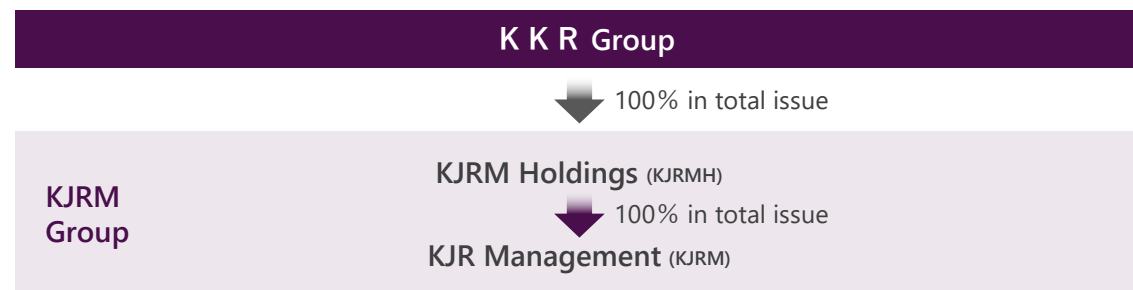 K K R Group
100% in total issue
KJRM Holdings (KJRMH)
KJRM
Group
100% in total issue
KJR Management (KJRM)